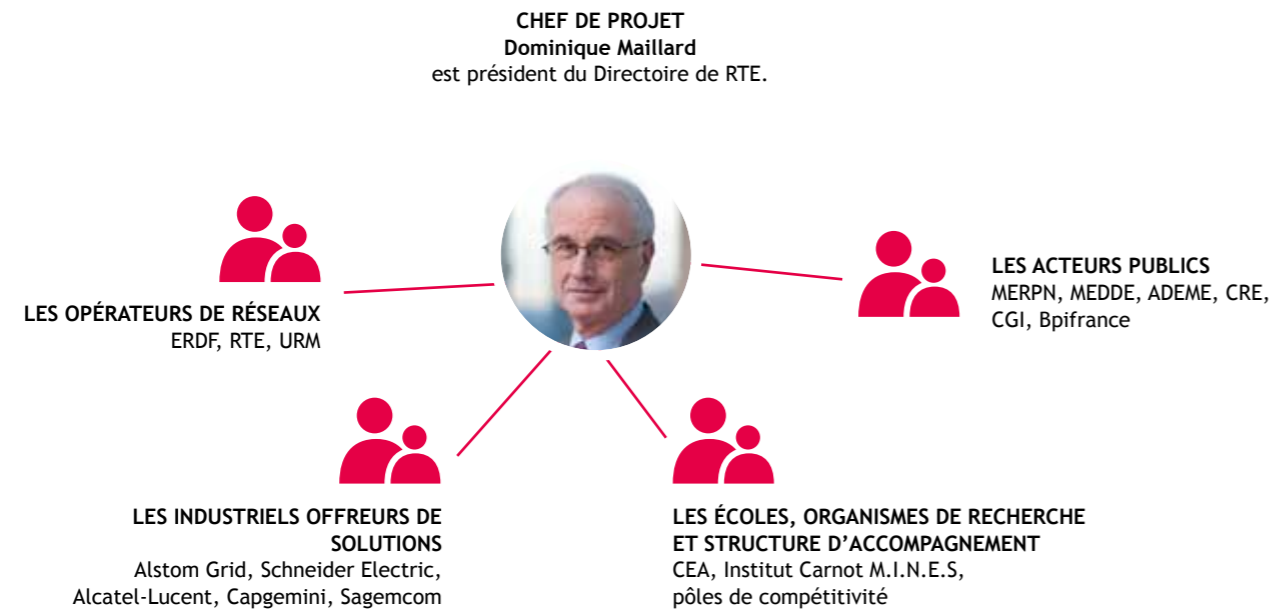 CHEF DE PROJET
Dominique Maillard
est président du Directoire de RTE.
LES OPÉRATEURS DE RÉSEAUX
ERDF, RTE, URM
LES ACTEURS PUBLICS
MERPN, MEDDE, ADEME, CRE,
CGI, Bpifrance
LES INDUSTRIELS OFFREURS DE
SOLUTIONS
Alstom Grid, Schneider Electric,
Alcatel-Lucent, Capgemini, Sagemcom
LES ÉCOLES, ORGANISMES DE RECHERCHE
ET STRUCTURE D’ACCOMPAGNEMENT
CEA, Institut Carnot M.I.N.E.S,
pôles de compétitivité